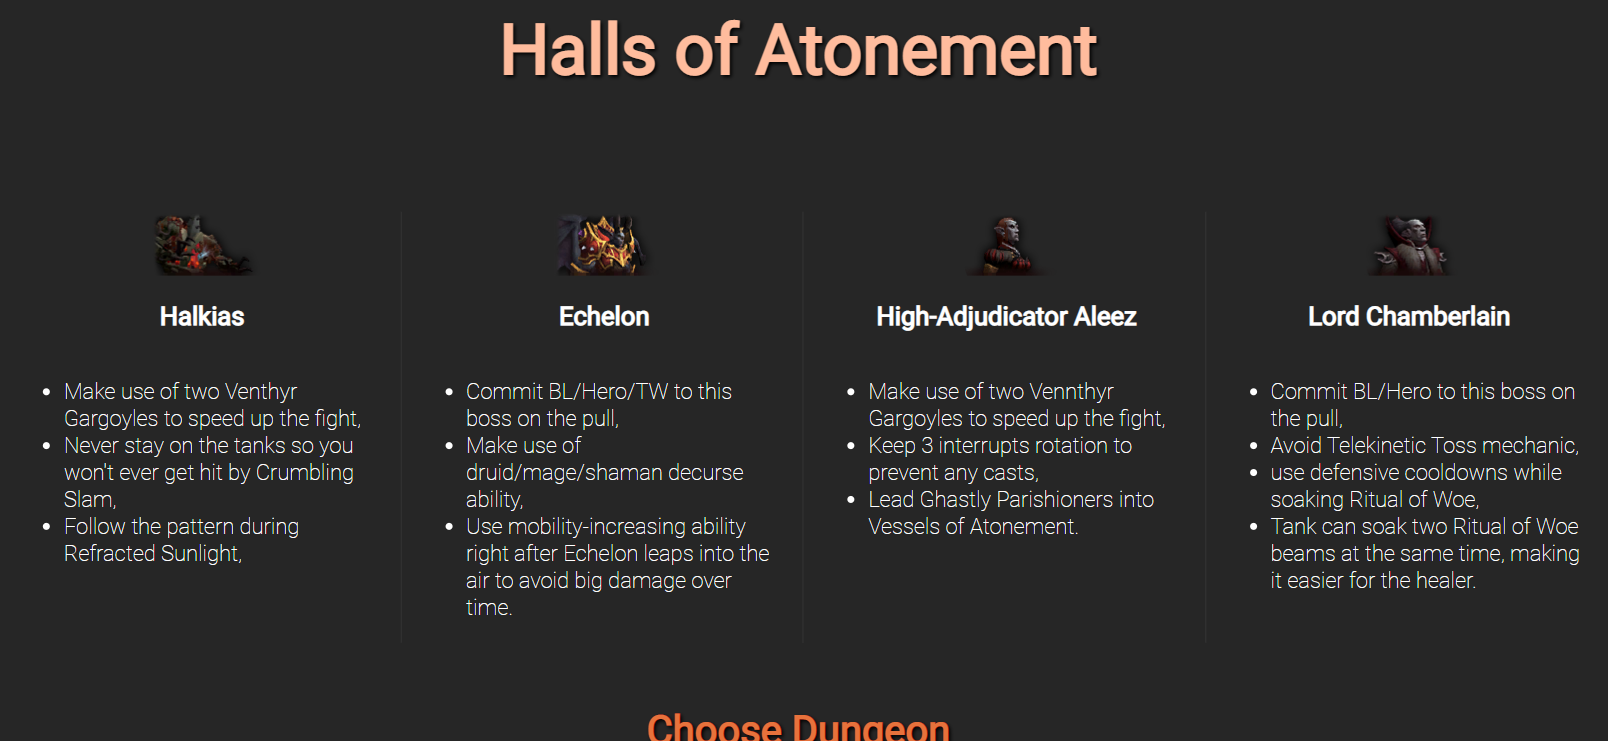 Halls of Atonement
Halkias
• Make use of two Venthyr
Gargoyles to speed up the fight,
• Never stay on the tanks so you
won't ever get hit by Crumbling
Slam,
• Follow the pattern during
Refracted Sunlight,
Echelon
• Commit BL/Hero/TW to this
boss on the pull,
• Make use of
druid/mage/shaman decurse
ability,
• Use mobility-increasing ability
right after Echelon leaps into the
air to avoid big damage over
time.
High-Adjudicator Aleez
• Make use of two Vennthyr
Gargoyles to speed up the fight,
• Keep 3 interrupts rotation to
prevent any casts,
• Lead Ghastly Parishioners into
Vessels of Atonement.
Lord Chamberlain
• Commit BL/Hero to this boss on
the pull,
• Avoid Telekinetic Toss mechanic,
• use defensive cooldowns while
soaking Ritual of Woe,
• Tank can soak two Ritual of Woe
beams at the same time, making
it easier for the healer.
Choose Dungeon